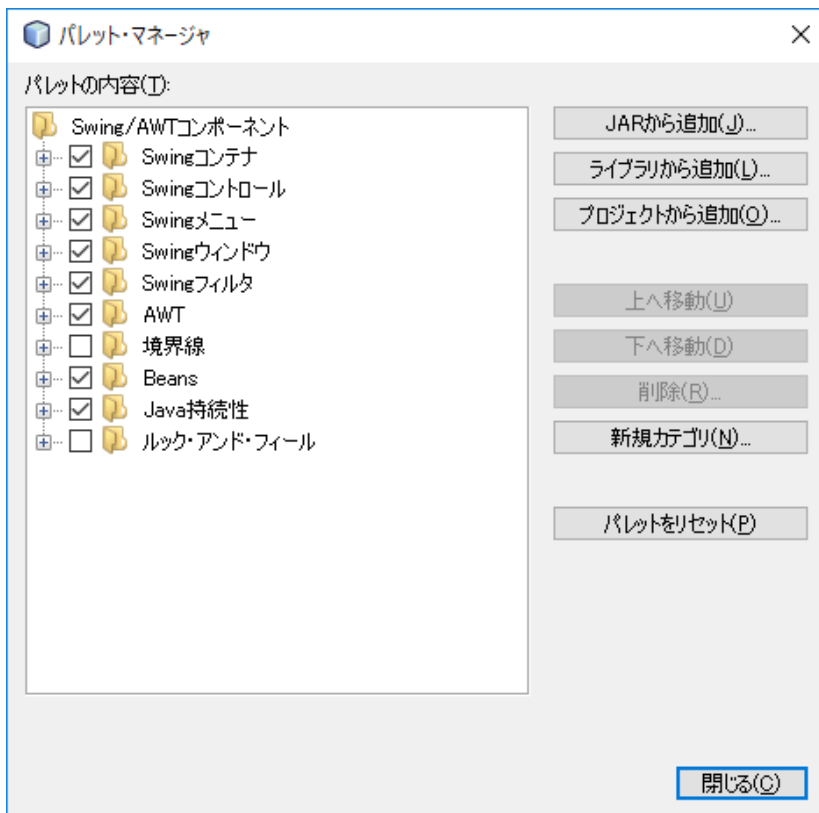 パレット・マネージャ
パレットの内容(T):
Swing/AWTコンポーネント
Swingコンテナ
Swingコントロール
Swingメニュー
Swingウィンドウ
Swingフィルタ
AWT
境界線
Beans
Java持続性
ルック・アンド・フィール
JARから追加(J)...
ライブラリから追加(L)...
プロジェクトから追加(O)...
上へ移動(U)
下へ移動(D)
削除(R)...
新規カテゴリ(N)...
パレットをリセット(P)
閉じる(C)